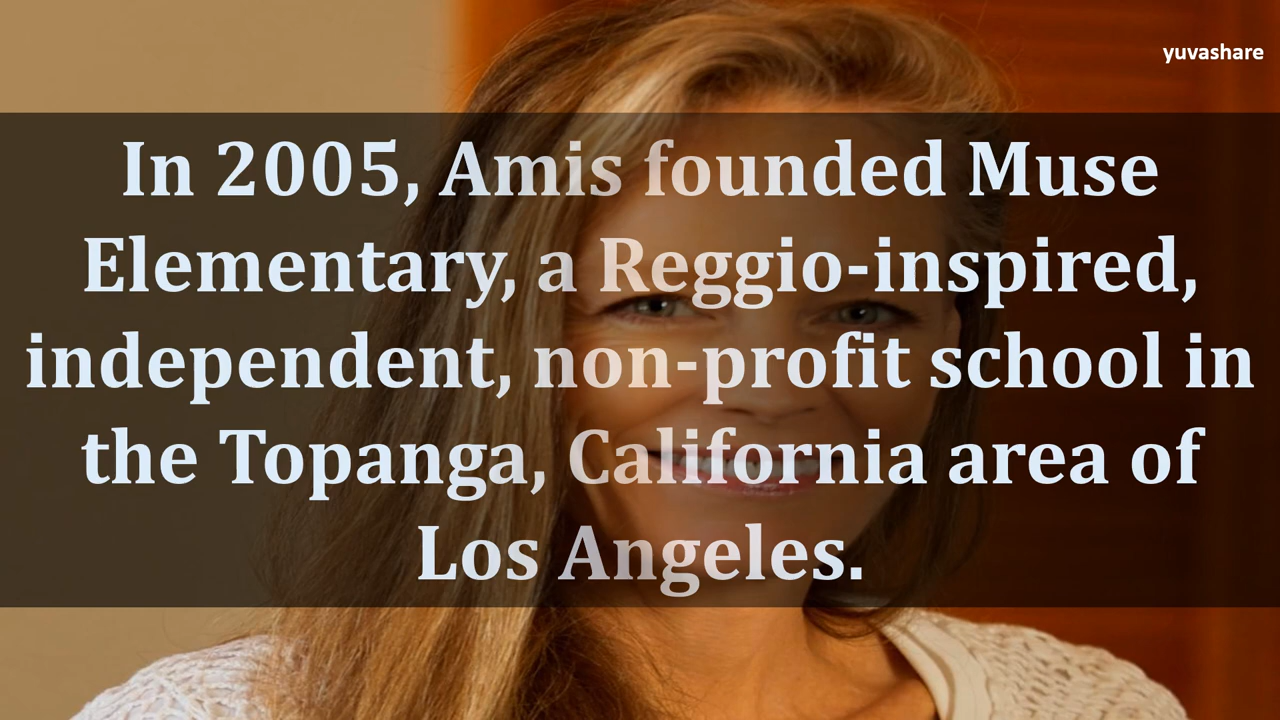 yuvashare
In 2005, Amis founded Muse
Elementary, a Reggio-inspired,
independent, non-profit school in
the Topanga, California area of
Los Angeles.